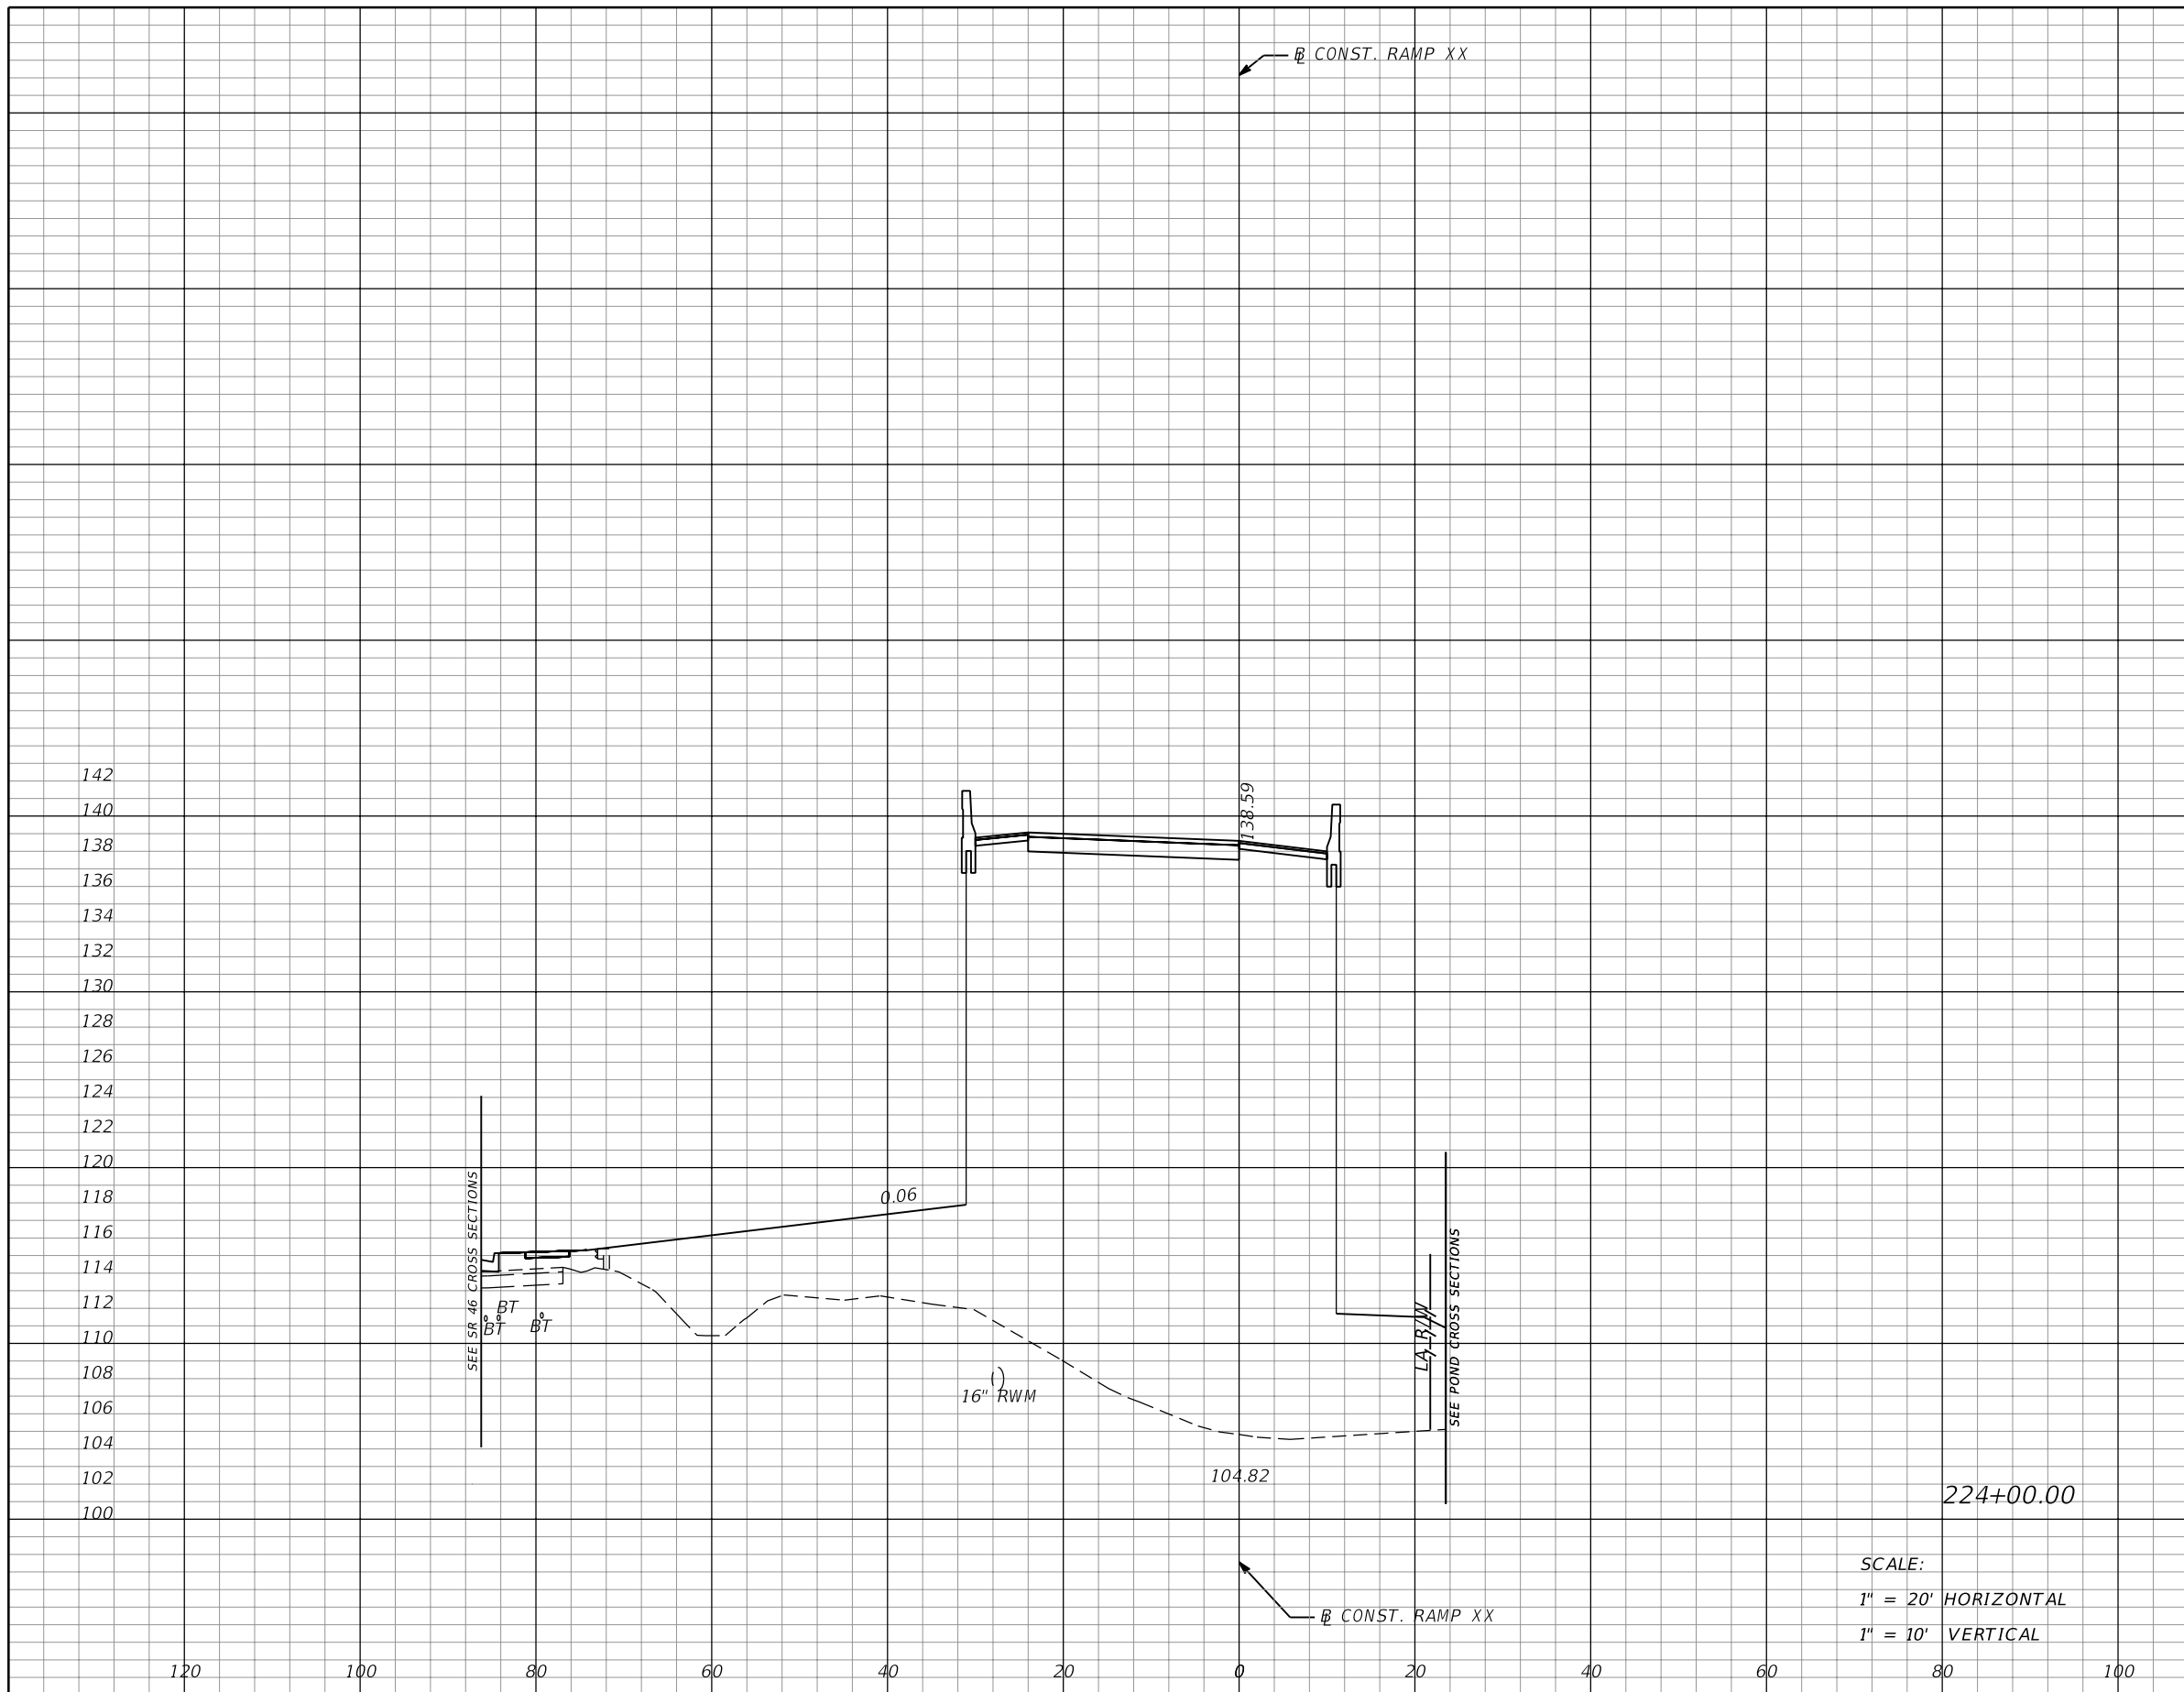 BL CONST. RAMP XX
142
140
138.59
138
136
134
132
130
128
126
124
122
120
118
0.06
116
114
112
110
108
106
104
102
100
SEE SR 46 CROSS SECTIONS
BT
BT
BT
16" RWM
LA R/W
SEE POND CROSS SECTIONS
104.82
224+00.00
SCALE:
1" = 20' HORIZONTAL
1" = 10' VERTICAL
BL CONST. RAMP XX
120 100 80 60 40 20 0 20 40 60 80 100